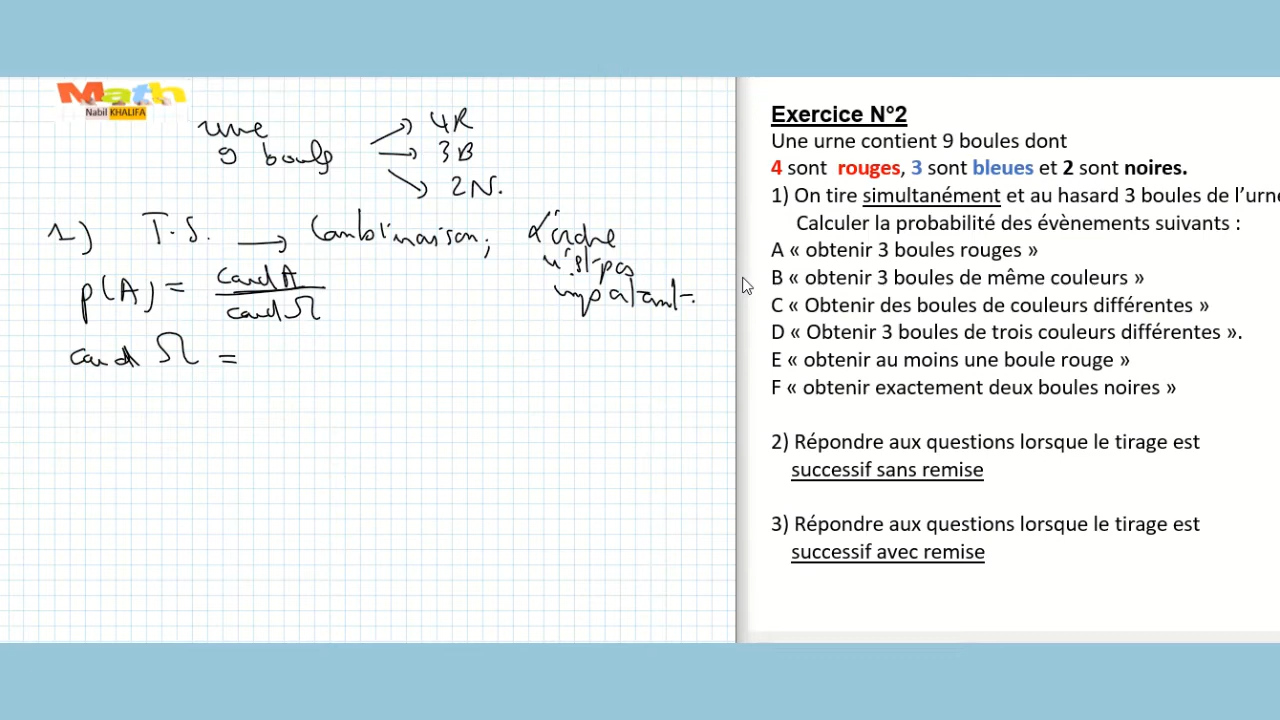 Math
Nabil KHALIFA
une
9 boules
4R
3B
2N.
1) T.S. → Combinaison, L'ordre
n'est pas
important.
p(A) = card A
card Ω
card Ω =
Exercice N°2
Une urne contient 9 boules dont
4 sont rouges, 3 sont bleues et 2 sont noires.
1) On tire simultanément et au hasard 3 boules de l'urne
Calculer la probabilité des évènements suivants :
A « obtenir 3 boules rouges »
B « obtenir 3 boules de même couleurs »
C « Obtenir des boules de couleurs différentes »
D « Obtenir 3 boules de trois couleurs différentes ».
E « obtenir au moins une boule rouge »
F « obtenir exactement deux boules noires »
2) Répondre aux questions lorsque le tirage est
successif sans remise
3) Répondre aux questions lorsque le tirage est
successif avec remise